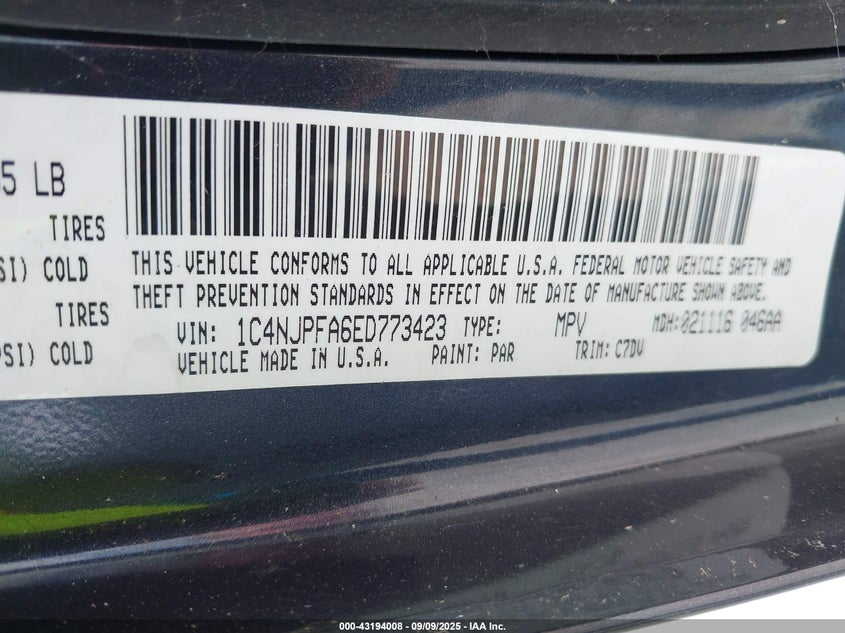 5 LB
TIRES
SI) COLD
TIRES
PSI) COLD
THIS VEHICLE CONFORMS TO ALL APPLICABLE U.S.A. FEDERAL MOTOR VEHICLE SAFETY AND
THEFT PREVENTION STANDARDS IN EFFECT ON THE DATE OF MANUFACTURE SHOWN ABOVE.
VIN: 1C4NJPFA6ED773423 TYPE: MPV MDH:021116 046AA
VEHICLE MADE IN U.S.A. PAINT: PAR TRIM: C7DV
000-43194008 - 09/09/2025 - IAA Inc.